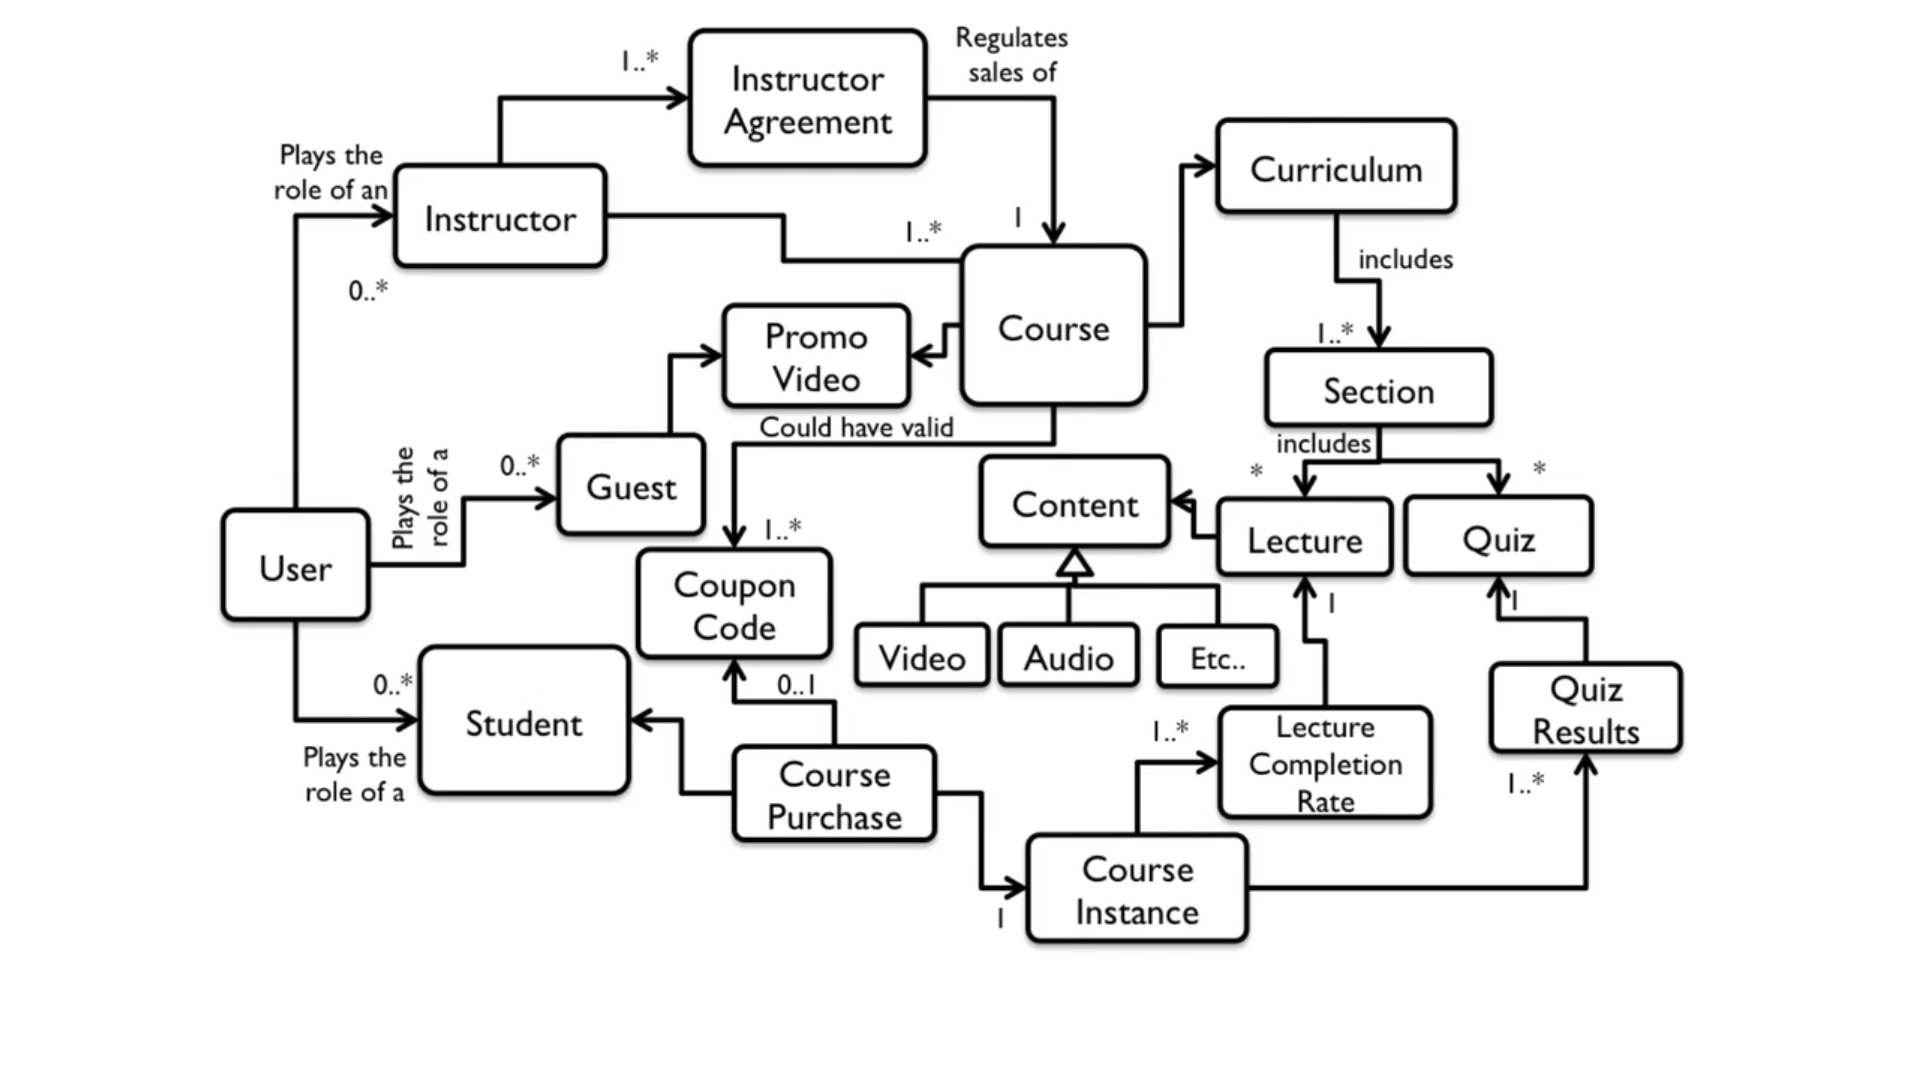 Regulates
sales of
1..*
Instructor
Agreement
Plays the
role of an
Instructor
0..*
1..*
1
Curriculum
includes
1..*
Course
Promo
Video
Section
includes
Could have valid
Plays the
role of a
0..*
Guest
*
*
Content
Lecture
Quiz
User
1..*
Coupon
Code
1
1
Video
Audio
Etc..
0..*
0..1
Student
Plays the
role of a
Quiz
Results
1..*
Lecture
Completion
Rate
Course
Purchase
1..*
Course
Instance
1